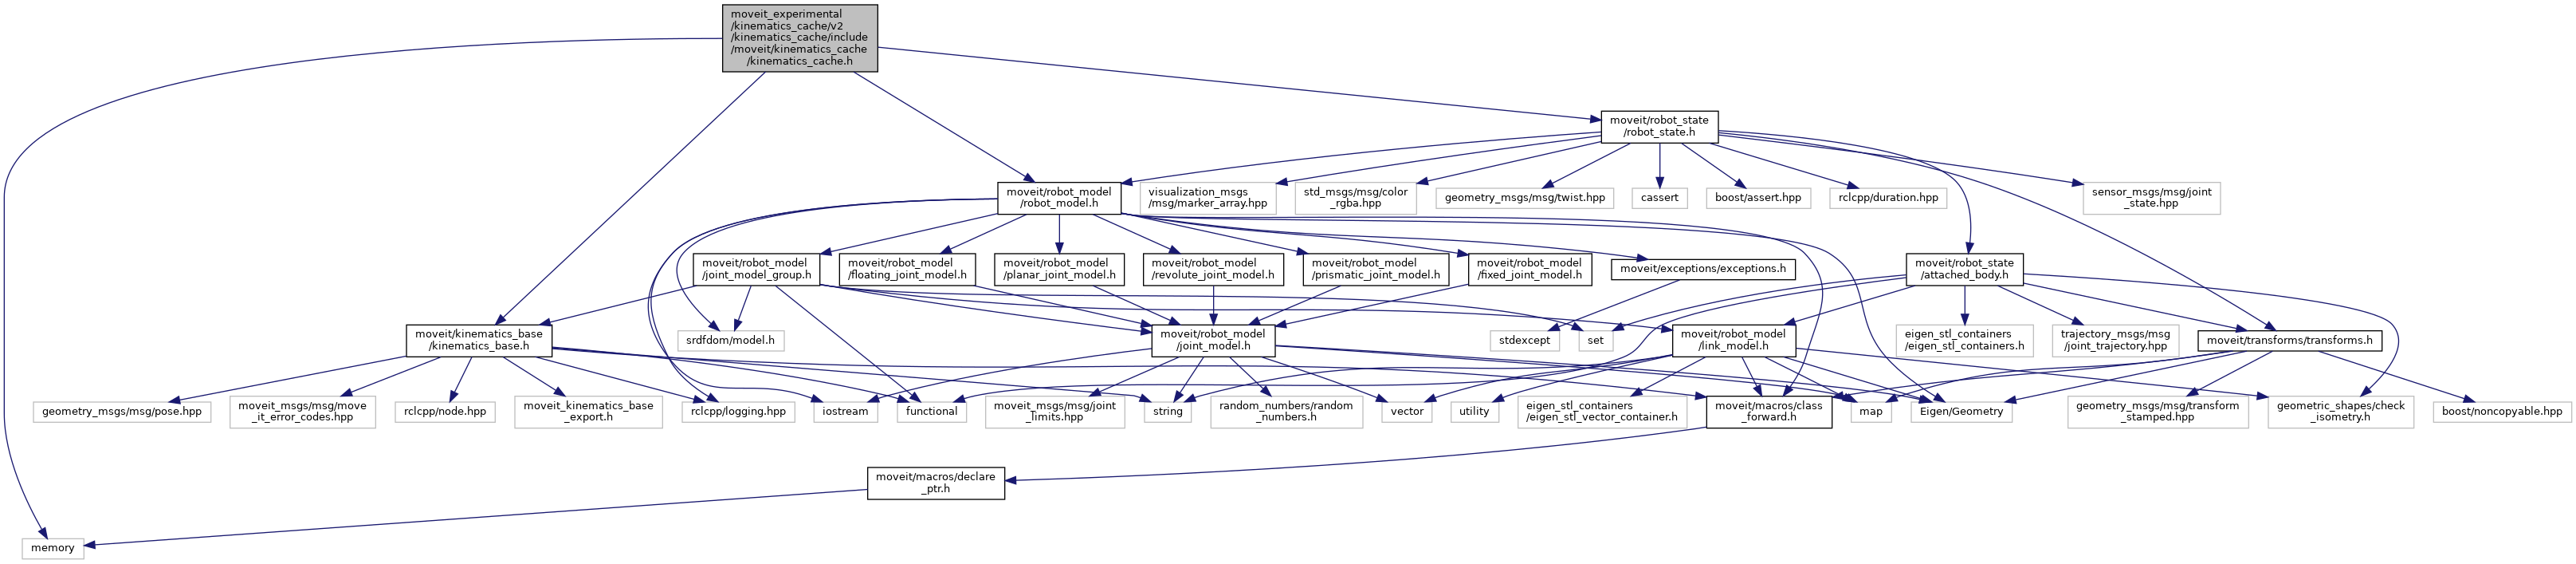 moveit_experimental
/kinematics_cache/v2
/kinematics_cache/include
/moveit/kinematics_cache
/kinematics_cache.h
moveit/robot_state
/robot_state.h
moveit/robot_model
/robot_model.h
visualization_msgs
/msg/marker_array.hpp
std_msgs/msg/color
_rgba.hpp
geometry_msgs/msg/twist.hpp
cassert
boost/assert.hpp
rclcpp/duration.hpp
sensor_msgs/msg/joint
_state.hpp
moveit/robot_model
/joint_model_group.h
moveit/robot_model
/floating_joint_model.h
moveit/robot_model
/planar_joint_model.h
moveit/robot_model
/revolute_joint_model.h
moveit/robot_model
/prismatic_joint_model.h
moveit/robot_model
/fixed_joint_model.h
moveit/exceptions/exceptions.h
moveit/robot_state
/attached_body.h
moveit/kinematics_base
/kinematics_base.h
srdfdom/model.h
moveit/robot_model
/joint_model.h
stdexcept
set
moveit/robot_model
/link_model.h
eigen_stl_containers
/eigen_stl_containers.h
trajectory_msgs/msg
/joint_trajectory.hpp
moveit/transforms/transforms.h
geometry_msgs/msg/pose.hpp
moveit_msgs/msg/move
_it_error_codes.hpp
rclcpp/node.hpp
moveit_kinematics_base
_export.h
rclcpp/logging.hpp
iostream
functional
moveit_msgs/msg/joint
_limits.hpp
string
random_numbers/random
_numbers.h
vector
utility
eigen_stl_containers
/eigen_stl_vector_container.h
moveit/macros/class
_forward.h
map
Eigen/Geometry
geometry_msgs/msg/transform
_stamped.hpp
geometric_shapes/check
_isometry.h
boost/noncopyable.hpp
moveit/macros/declare
_ptr.h
memory